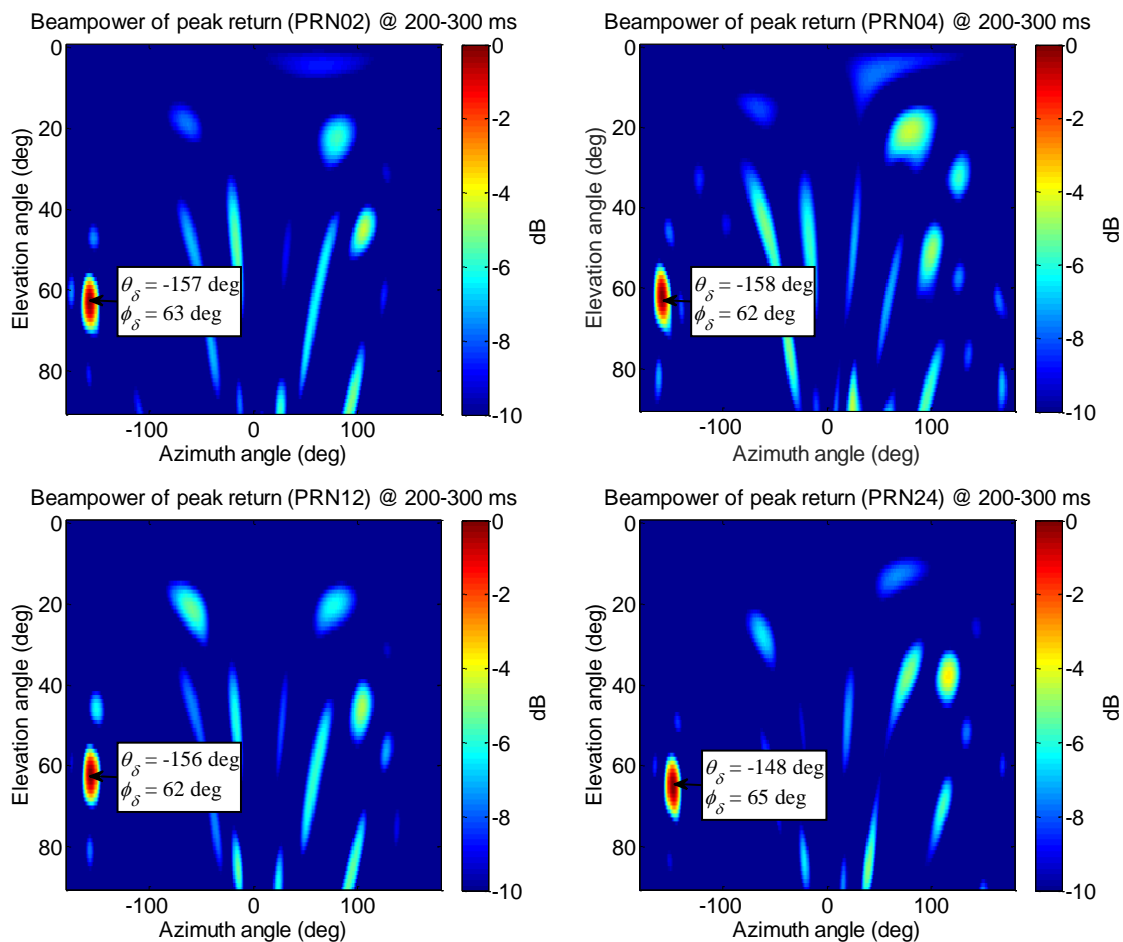 Beampower of peak return (PRN02) @ 200-300 ms
Elevation angle (deg)
0
20
40
60
80
-100
0
100
Azimuth angle (deg)
θδ = -157 deg
ϕδ = 63 deg
0
-2
-4
-6
-8
-10
dB
Beampower of peak return (PRN04) @ 200-300 ms
Elevation angle (deg)
0
20
40
60
80
-100
0
100
Azimuth angle (deg)
θδ = -158 deg
ϕδ = 62 deg
0
-2
-4
-6
-8
-10
dB
Beampower of peak return (PRN12) @ 200-300 ms
Elevation angle (deg)
0
20
40
60
80
-100
0
100
Azimuth angle (deg)
θδ = -156 deg
ϕδ = 62 deg
0
-2
-4
-6
-8
-10
dB
Beampower of peak return (PRN24) @ 200-300 ms
Elevation angle (deg)
0
20
40
60
80
-100
0
100
Azimuth angle (deg)
θδ = -148 deg
ϕδ = 65 deg
0
-2
-4
-6
-8
-10
dB